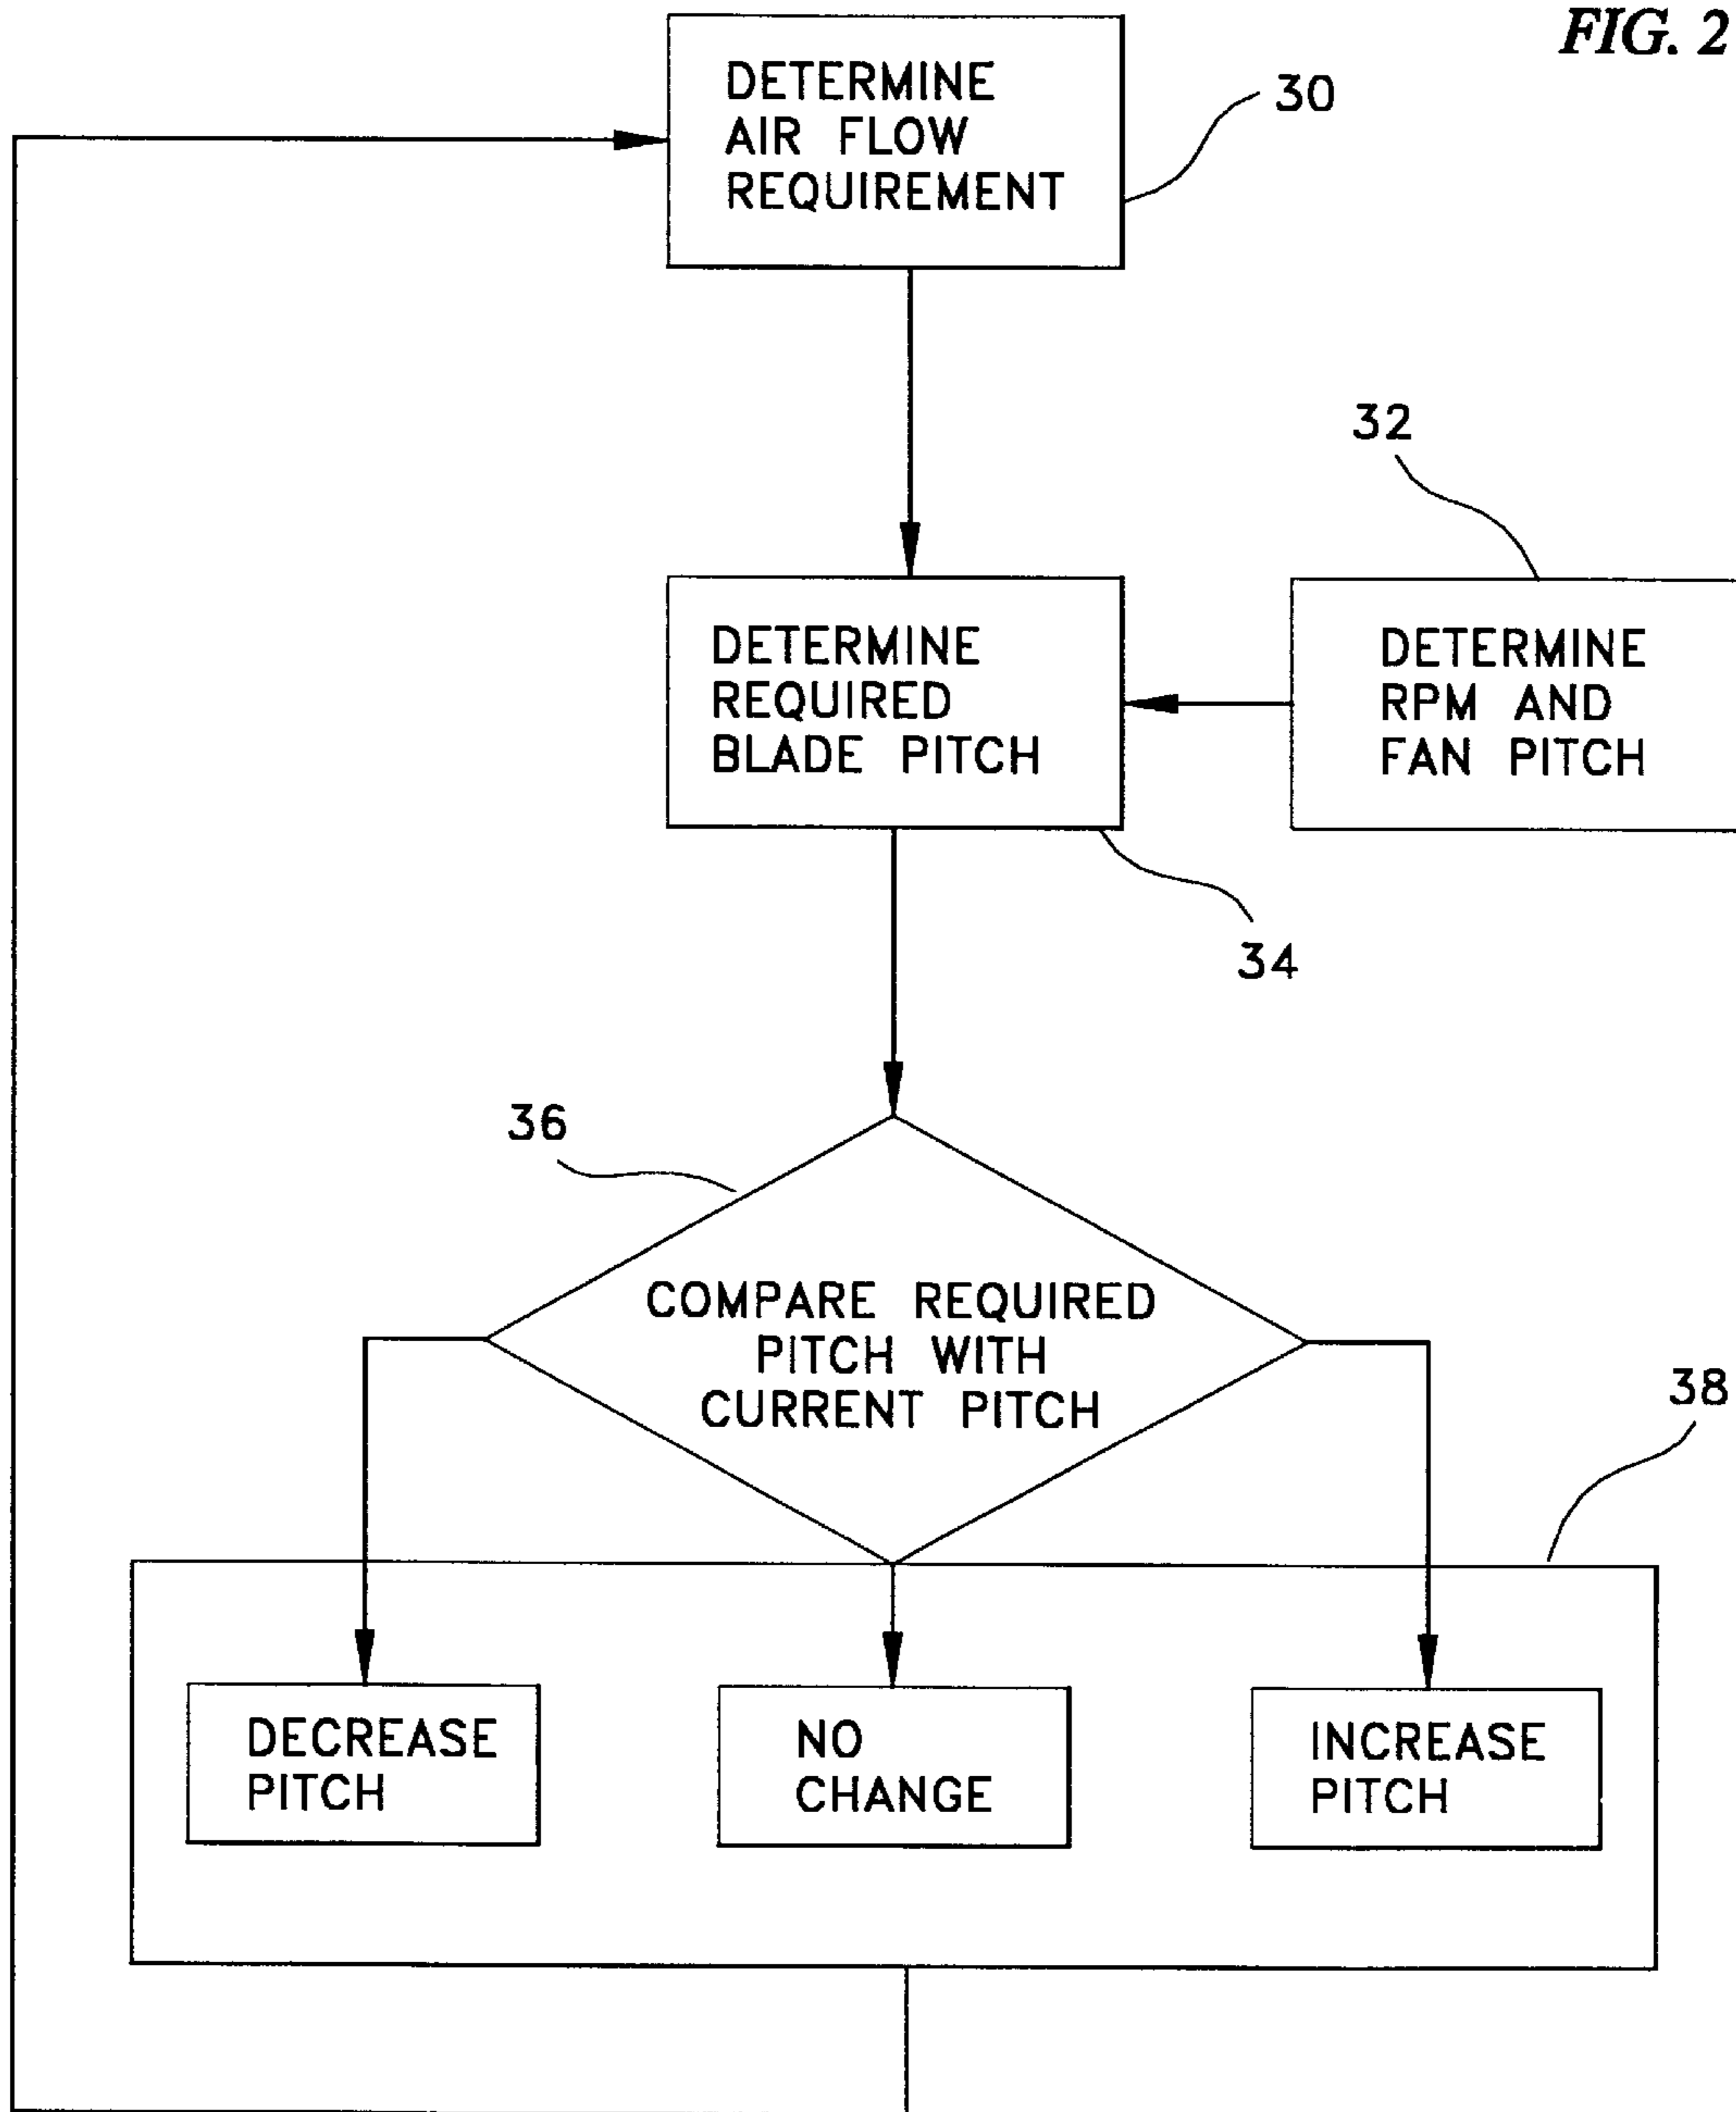 FIG. 2
DETERMINE
AIR FLOW
REQUIREMENT
30
32
DETERMINE
REQUIRED
BLADE PITCH
DETERMINE
RPM AND
FAN PITCH
34
36
COMPARE REQUIRED
PITCH WITH
CURRENT PITCH
38
DECREASE
PITCH
NO
CHANGE
INCREASE
PITCH